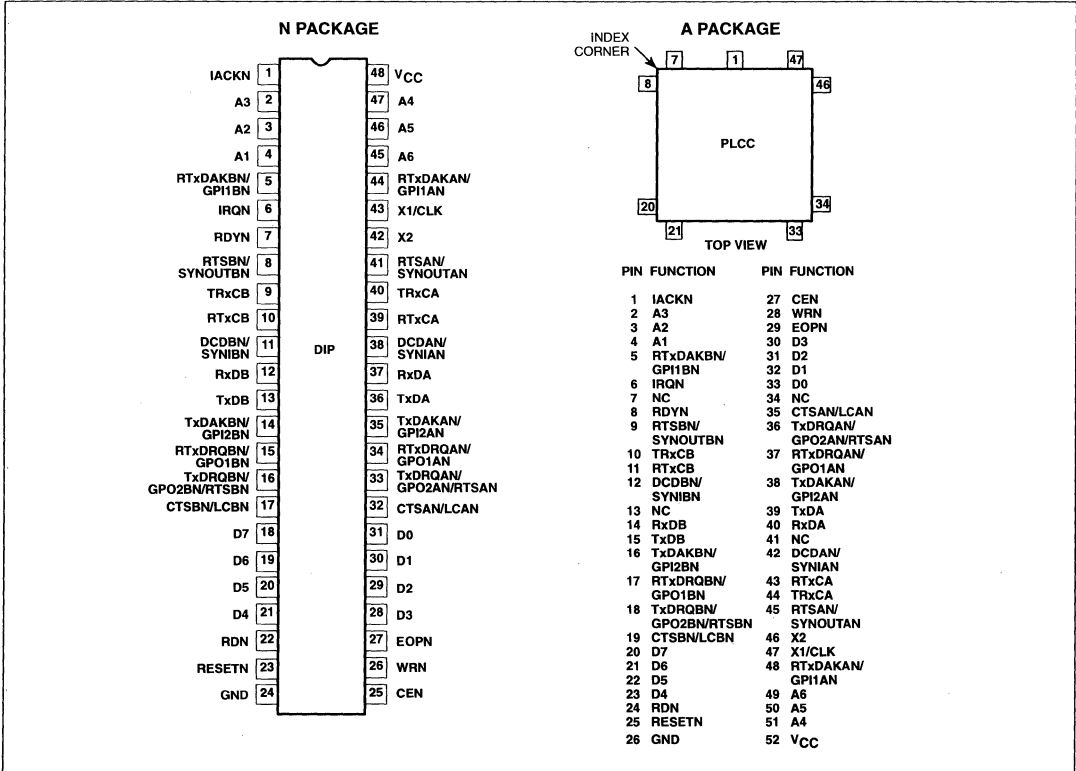 N PACKAGE
IACKN 1
A3 2
A2 3
A1 4
RTxDAKBN/
GPI1BN 5
IRQN 6
RDYN 7
RTSBN/
SYNOUTBN 8
TRxCB 9
RTxCB 10
DCDBN/
SYNIBN 11
RxDB 12
TxDB 13
TxDAKBN/
GPI2BN 14
RTxDRQBN/
GPO1BN 15
TxDRQBN/
GPO2BN/RTSBN 16
CTSBN/LCBN 17
D7 18
D6 19
D5 20
D4 21
RDN 22
RESETN 23
GND 24
DIP
48 VCC
47 A4
46 A5
45 A6
44 RTxDAKAN/
GPI1AN
43 X1/CLK
42 X2
41 RTSAN/
SYNOUTAN
40 TRxCA
39 RTxCA
38 DCDAN/
SYNIAN
37 RxDA
36 TxDA
35 TxDAKAN/
GPI2AN
34 RTxDRQAN/
GPO1AN
33 TxDRQAN/
GPO2AN/RTSAN
32 CTSAN/LCAN
31 D0
30 D1
29 D2
28 D3
27 EOPN
26 WRN
25 CEN
A PACKAGE
INDEX
CORNER
7 1 47
8 46
PLCC
20 34
21 33
TOP VIEW
PIN FUNCTION
1 IACKN
2 A3
3 A2
4 A1
5 RTxDAKBN/
GPI1BN
6 IRQN
7 NC
8 RDYN
9 RTSBN/
SYNOUTBN
10 TRxCB
11 RTxCB
12 DCDBN/
SYNIBN
13 NC
14 RxDB
15 TxDB
16 TxDAKBN/
GPI2BN
17 RTxDRQBN/
GPO1BN
18 TxDRQBN/
GPO2BN/RTSBN
19 CTSBN/LCBN
20 D7
21 D6
22 D5
23 D4
24 RDN
25 RESETN
26 GND
PIN FUNCTION
27 CEN
28 WRN
29 EOPN
30 D3
31 D2
32 D1
33 D0
34 NC
35 CTSAN/LCAN
36 TxDRQAN/
GPO2AN/RTSAN
37 RTxDRQAN/
GPO1AN
38 TxDAKAN/
GPI2AN
39 TxDA
40 RxDA
41 NC
42 DCDAN/
SYNIAN
43 RTxCA
44 TRxCA
45 RTSAN/
SYNOUTAN
46 X2
47 X1/CLK
48 RTxDAKAN/
GPI1AN
49 A6
50 A5
51 A4
52 VCC